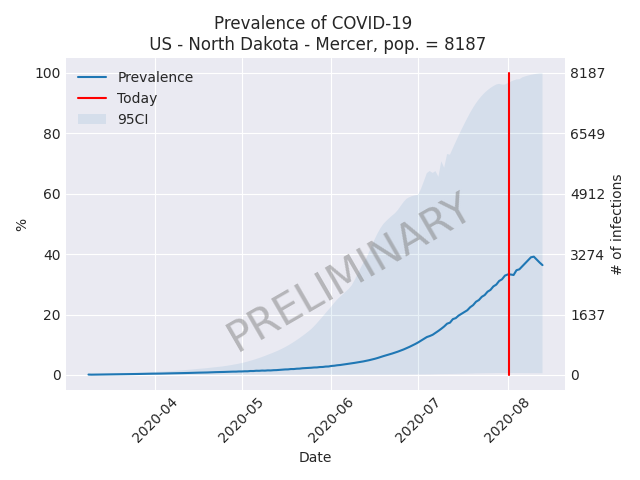 Prevalence of COVID-19
US - North Dakota - Mercer, pop. = 8187
Prevalence
Today
95CI
100
80
60
40
20
0
%
8187
6549
4912
3274
1637
0
# of infections
PRELIMINARY
2020-04
2020-05
2020-06
2020-07
2020-08
Date